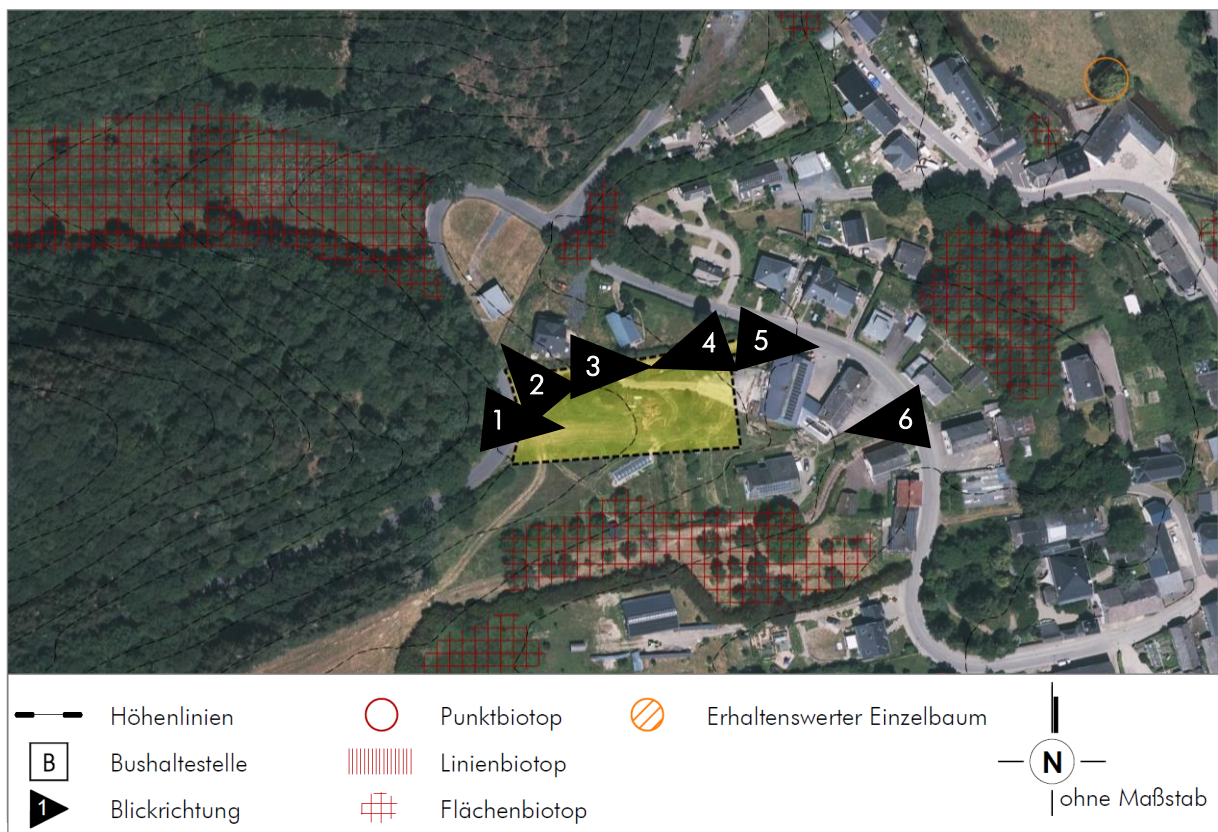 4
5
3
2
1
6
Höhenlinien
Punktbiotop
Erhaltenswerter Einzelbaum
B
Bushaltestelle
Linienbiotop
N
1
Blickrichtung
Flächenbiotop
ohne Maßstab